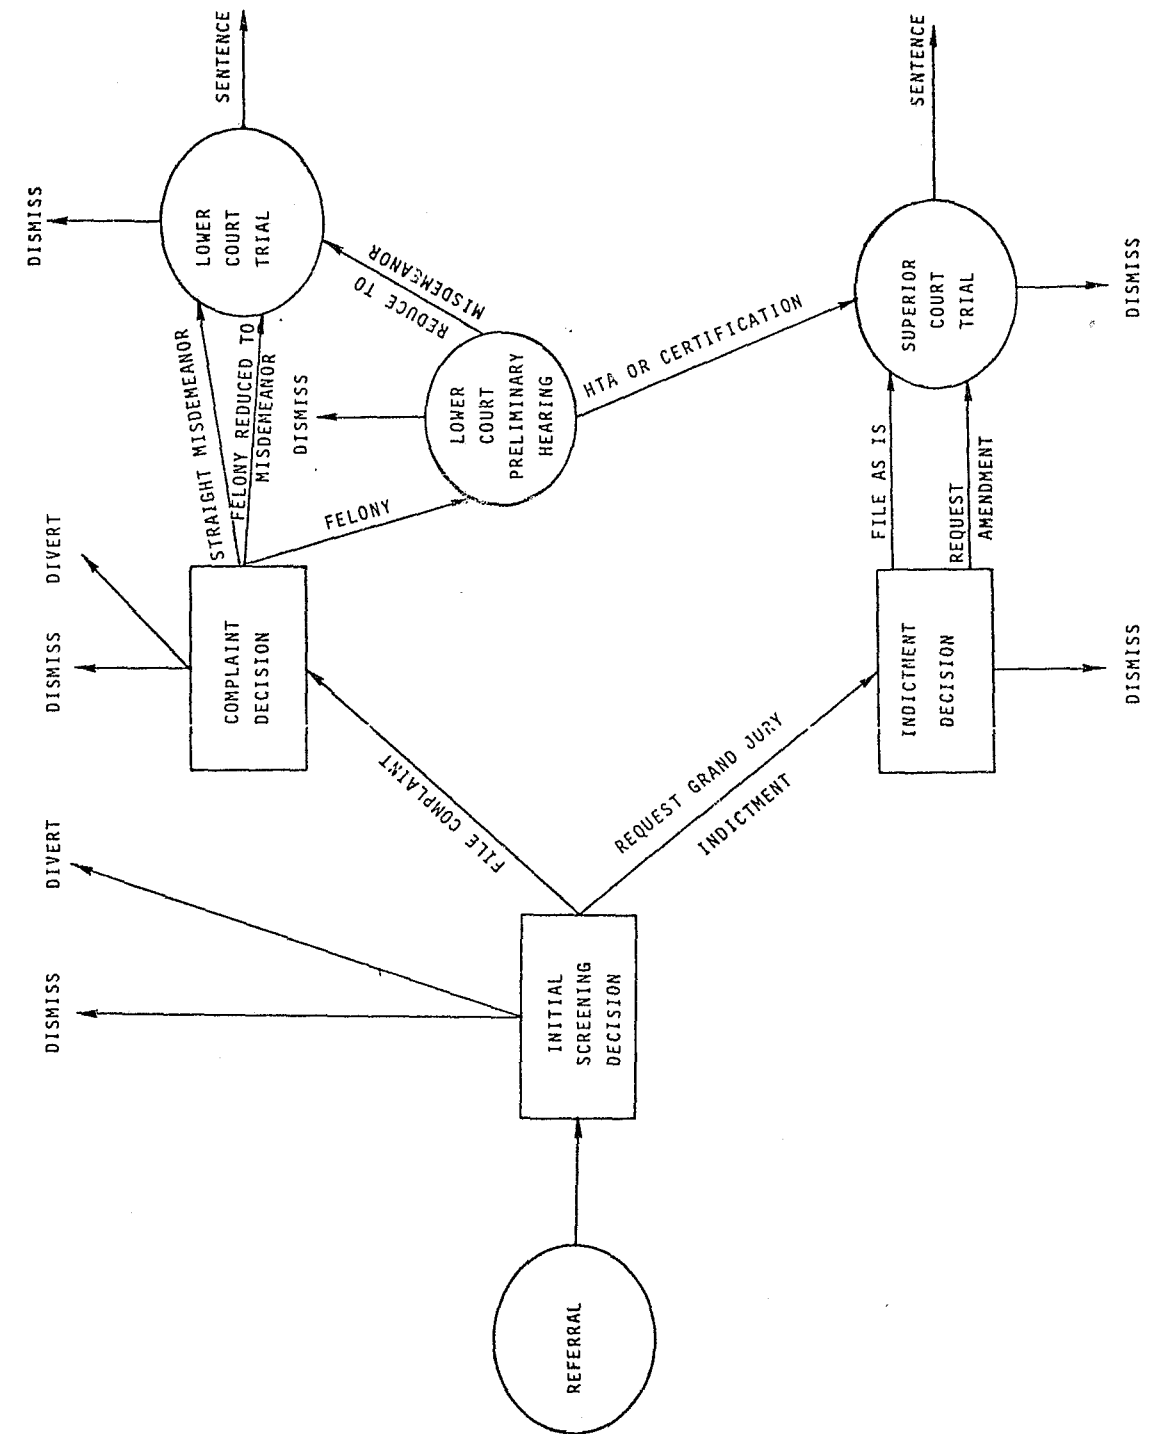 REFERRAL
INITIAL
SCREENING
DECISION
DISMISS
DIVERT
FILE COMPLAINT
REQUEST GRAND JURY
INDICTMENT
COMPLAINT
DECISION
DISMISS
DIVERT
STRAIGHT MISDEMEANOR
FELONY REDUCED TO
MISDEMEANOR
FELONY
LOWER
COURT
PRELIMINARY
HEARING
DISMISS
REDUCE TO
MISDEMEANOR
HTA OR CERTIFICATION
LOWER
COURT
TRIAL
DISMISS
SENTENCE
INDICTMENT
DECISION
DISMISS
FILE AS IS
REQUEST
AMENDMENT
SUPERIOR
COURT
TRIAL
DISMISS
SENTENCE